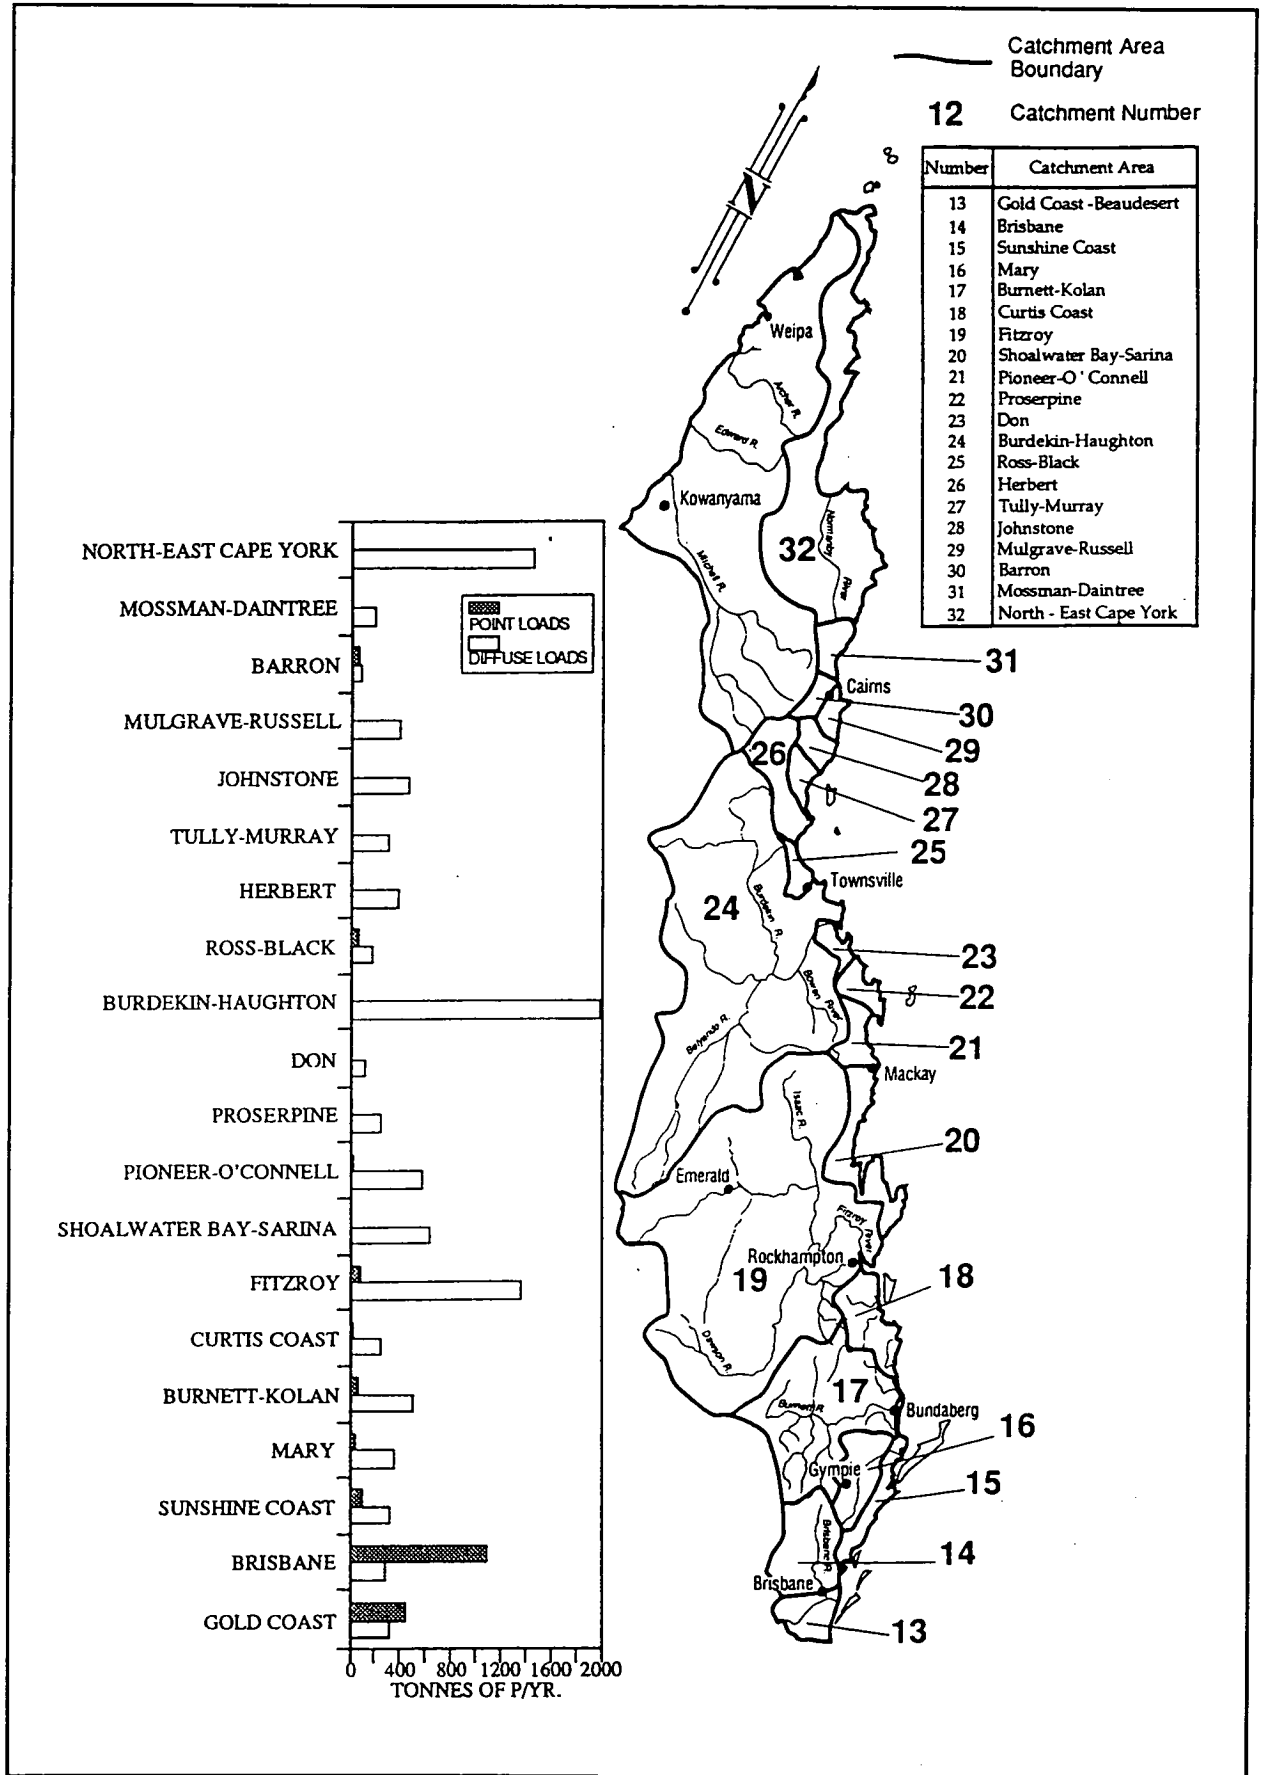 Catchment Area
Boundary
12 Catchment Number
Number Catchment Area
13 Gold Coast -Beaudesert
14 Brisbane
15 Sunshine Coast
16 Mary
17 Burnett-Kolan
18 Curtis Coast
19 Fitzroy
20 Shoalwater Bay-Sarina
21 Pioneer-O' Connell
22 Proserpine
23 Don
24 Burdekin-Haughton
25 Ross-Black
26 Herbert
27 Tully-Murray
28 Johnstone
29 Mulgrave-Russell
30 Barron
31 Mossman-Daintree
32 North - East Cape York
N
Weipa
Archer R.
Edward R.
Kowanyama
Mitchell R.
32
Normanby
River
31
Cairns
30
29
26
28
27
25
Townsville
24
Burdekin R.
23
22
Bowen River
Belyando R.
21
Mackay
Isaac R.
20
Emerald
Fitzroy
River
Rockhampton
19
18
Dawson R.
17
Burnett R.
Bundaberg
16
Gympie
15
Brisbane R.
14
Brisbane
13
NORTH-EAST CAPE YORK
MOSSMAN-DAINTREE
BARRON
MULGRAVE-RUSSELL
JOHNSTONE
TULLY-MURRAY
HERBERT
ROSS-BLACK
BURDEKIN-HAUGHTON
DON
PROSERPINE
PIONEER-O'CONNELL
SHOALWATER BAY-SARINA
FITZROY
CURTIS COAST
BURNETT-KOLAN
MARY
SUNSHINE COAST
BRISBANE
GOLD COAST
POINT LOADS
DIFFUSE LOADS
0 400 800 1200 1600 2000
TONNES OF P/YR.